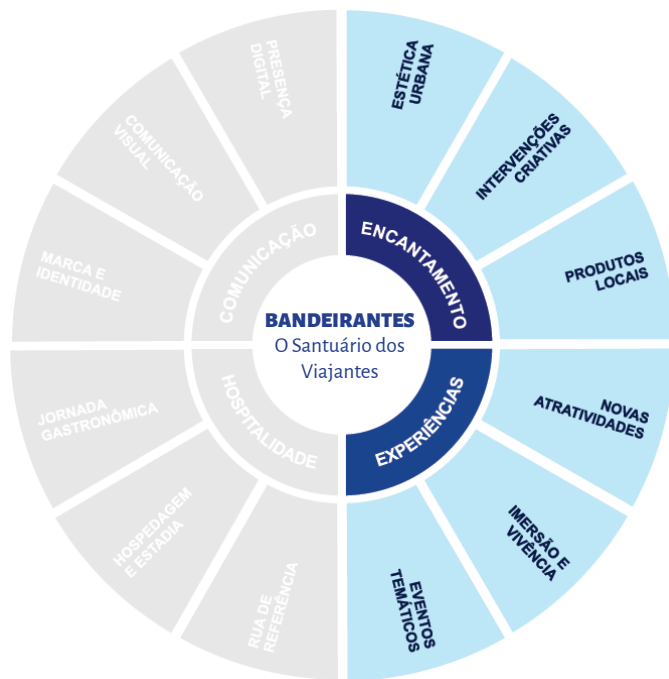 PRESENÇA
DIGITAL
ESTÉTICA
URBANA
COMUNICAÇÃO
VISUAL
INTERVENÇÕES
CRIATIVAS
MARCA E
IDENTIDADE
COMUNICAÇÃO
ENCANTAMENTO
PRODUTOS
LOCAIS
BANDEIRANTES
O Santuário dos
Viajantes
JORNADA
GASTRONÔMICA
HOSPITALIDADE
EXPERIÊNCIAS
NOVAS
ATRATIVIDADES
HOSPEDAGEM
E ESTADIA
IMERSÃO E
VIVÊNCIA
RUA DE
REFERÊNCIA
EVENTOS
TEMÁTICOS